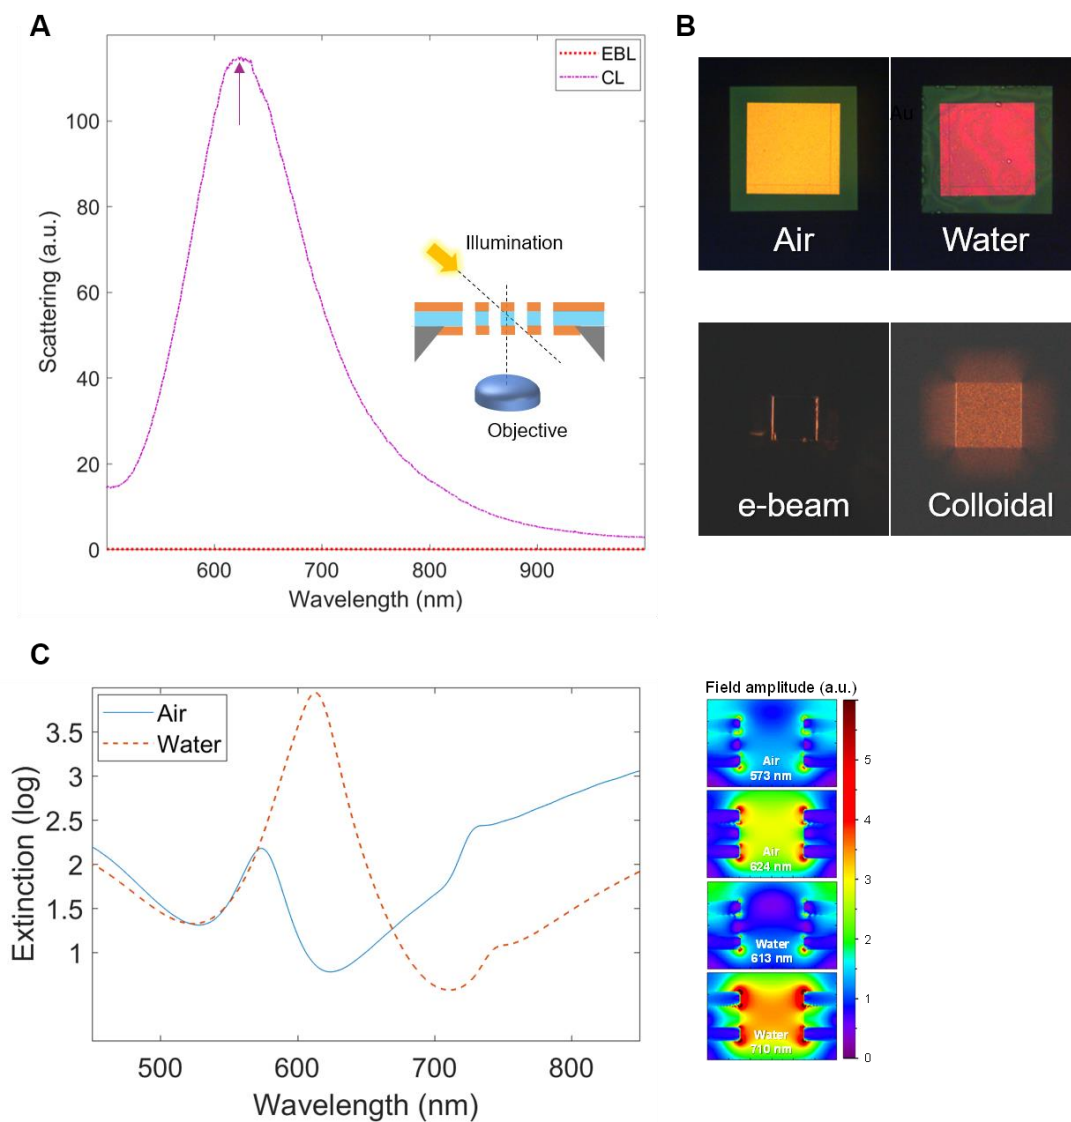 A
Scattering (a.u.)
100
80
60
40
20
0
600
700
800
900
Wavelength (nm)
EBL
CL
Illumination
Objective
B
Au
Air
Water
e-beam
Colloidal
C
Extinction (log)
3.5
3
2.5
2
1.5
1
500
600
700
800
Wavelength (nm)
Air
Water
Field amplitude (a.u.)
Air
573 nm
Air
624 nm
Water
613 nm
Water
710 nm
5
4
3
2
1
0